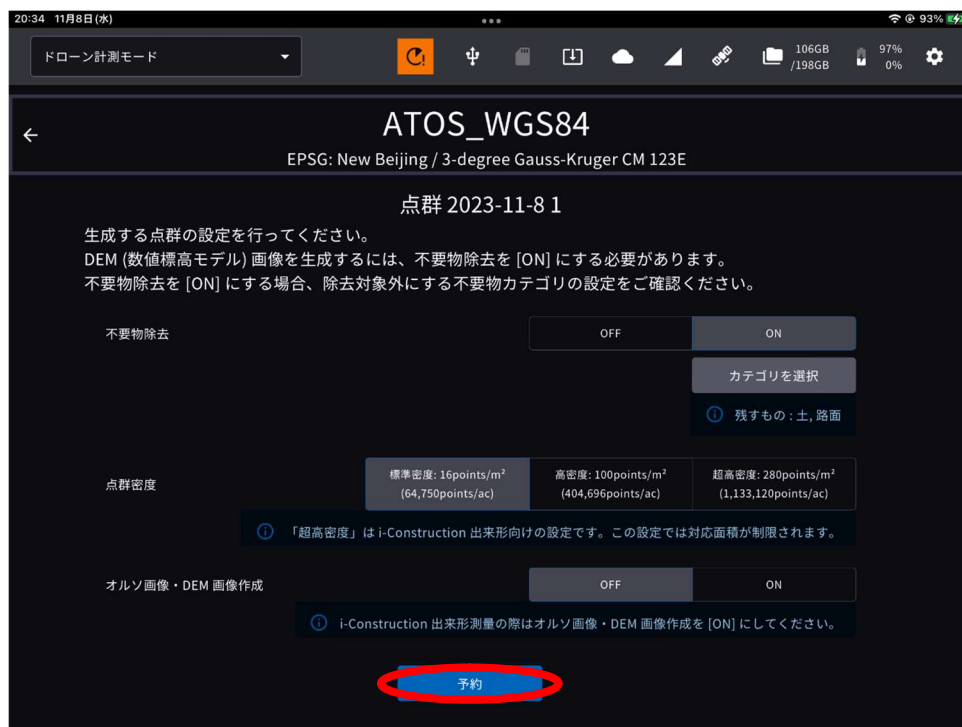 20:34 11月8日(水)
93%
ドローン計測モード
106GB
/198GB
97%
0%
ATOS_WGS84
EPSG: New Beijing / 3-degree Gauss-Kruger CM 123E
点群 2023-11-8 1
生成する点群の設定を行ってください。
DEM (数値標高モデル) 画像を生成するには、不要物除去を [ON] にする必要があります。
不要物除去を [ON] にする場合、除去対象外にする不要物カテゴリの設定をご確認ください。
不要物除去
OFF
ON
カテゴリを選択
残すもの : 土, 路面
点群密度
標準密度: 16points/m²
(64,750points/ac)
高密度: 100points/m²
(404,696points/ac)
超高密度: 280points/m²
(1,133,120points/ac)
「超高密度」は i-Construction 出来形向けの設定です。この設定では対応面積が制限されます。
オルソ画像・DEM 画像作成
OFF
ON
i-Construction 出来形測量の際はオルソ画像・DEM 画像作成を [ON] にしてください。
予約